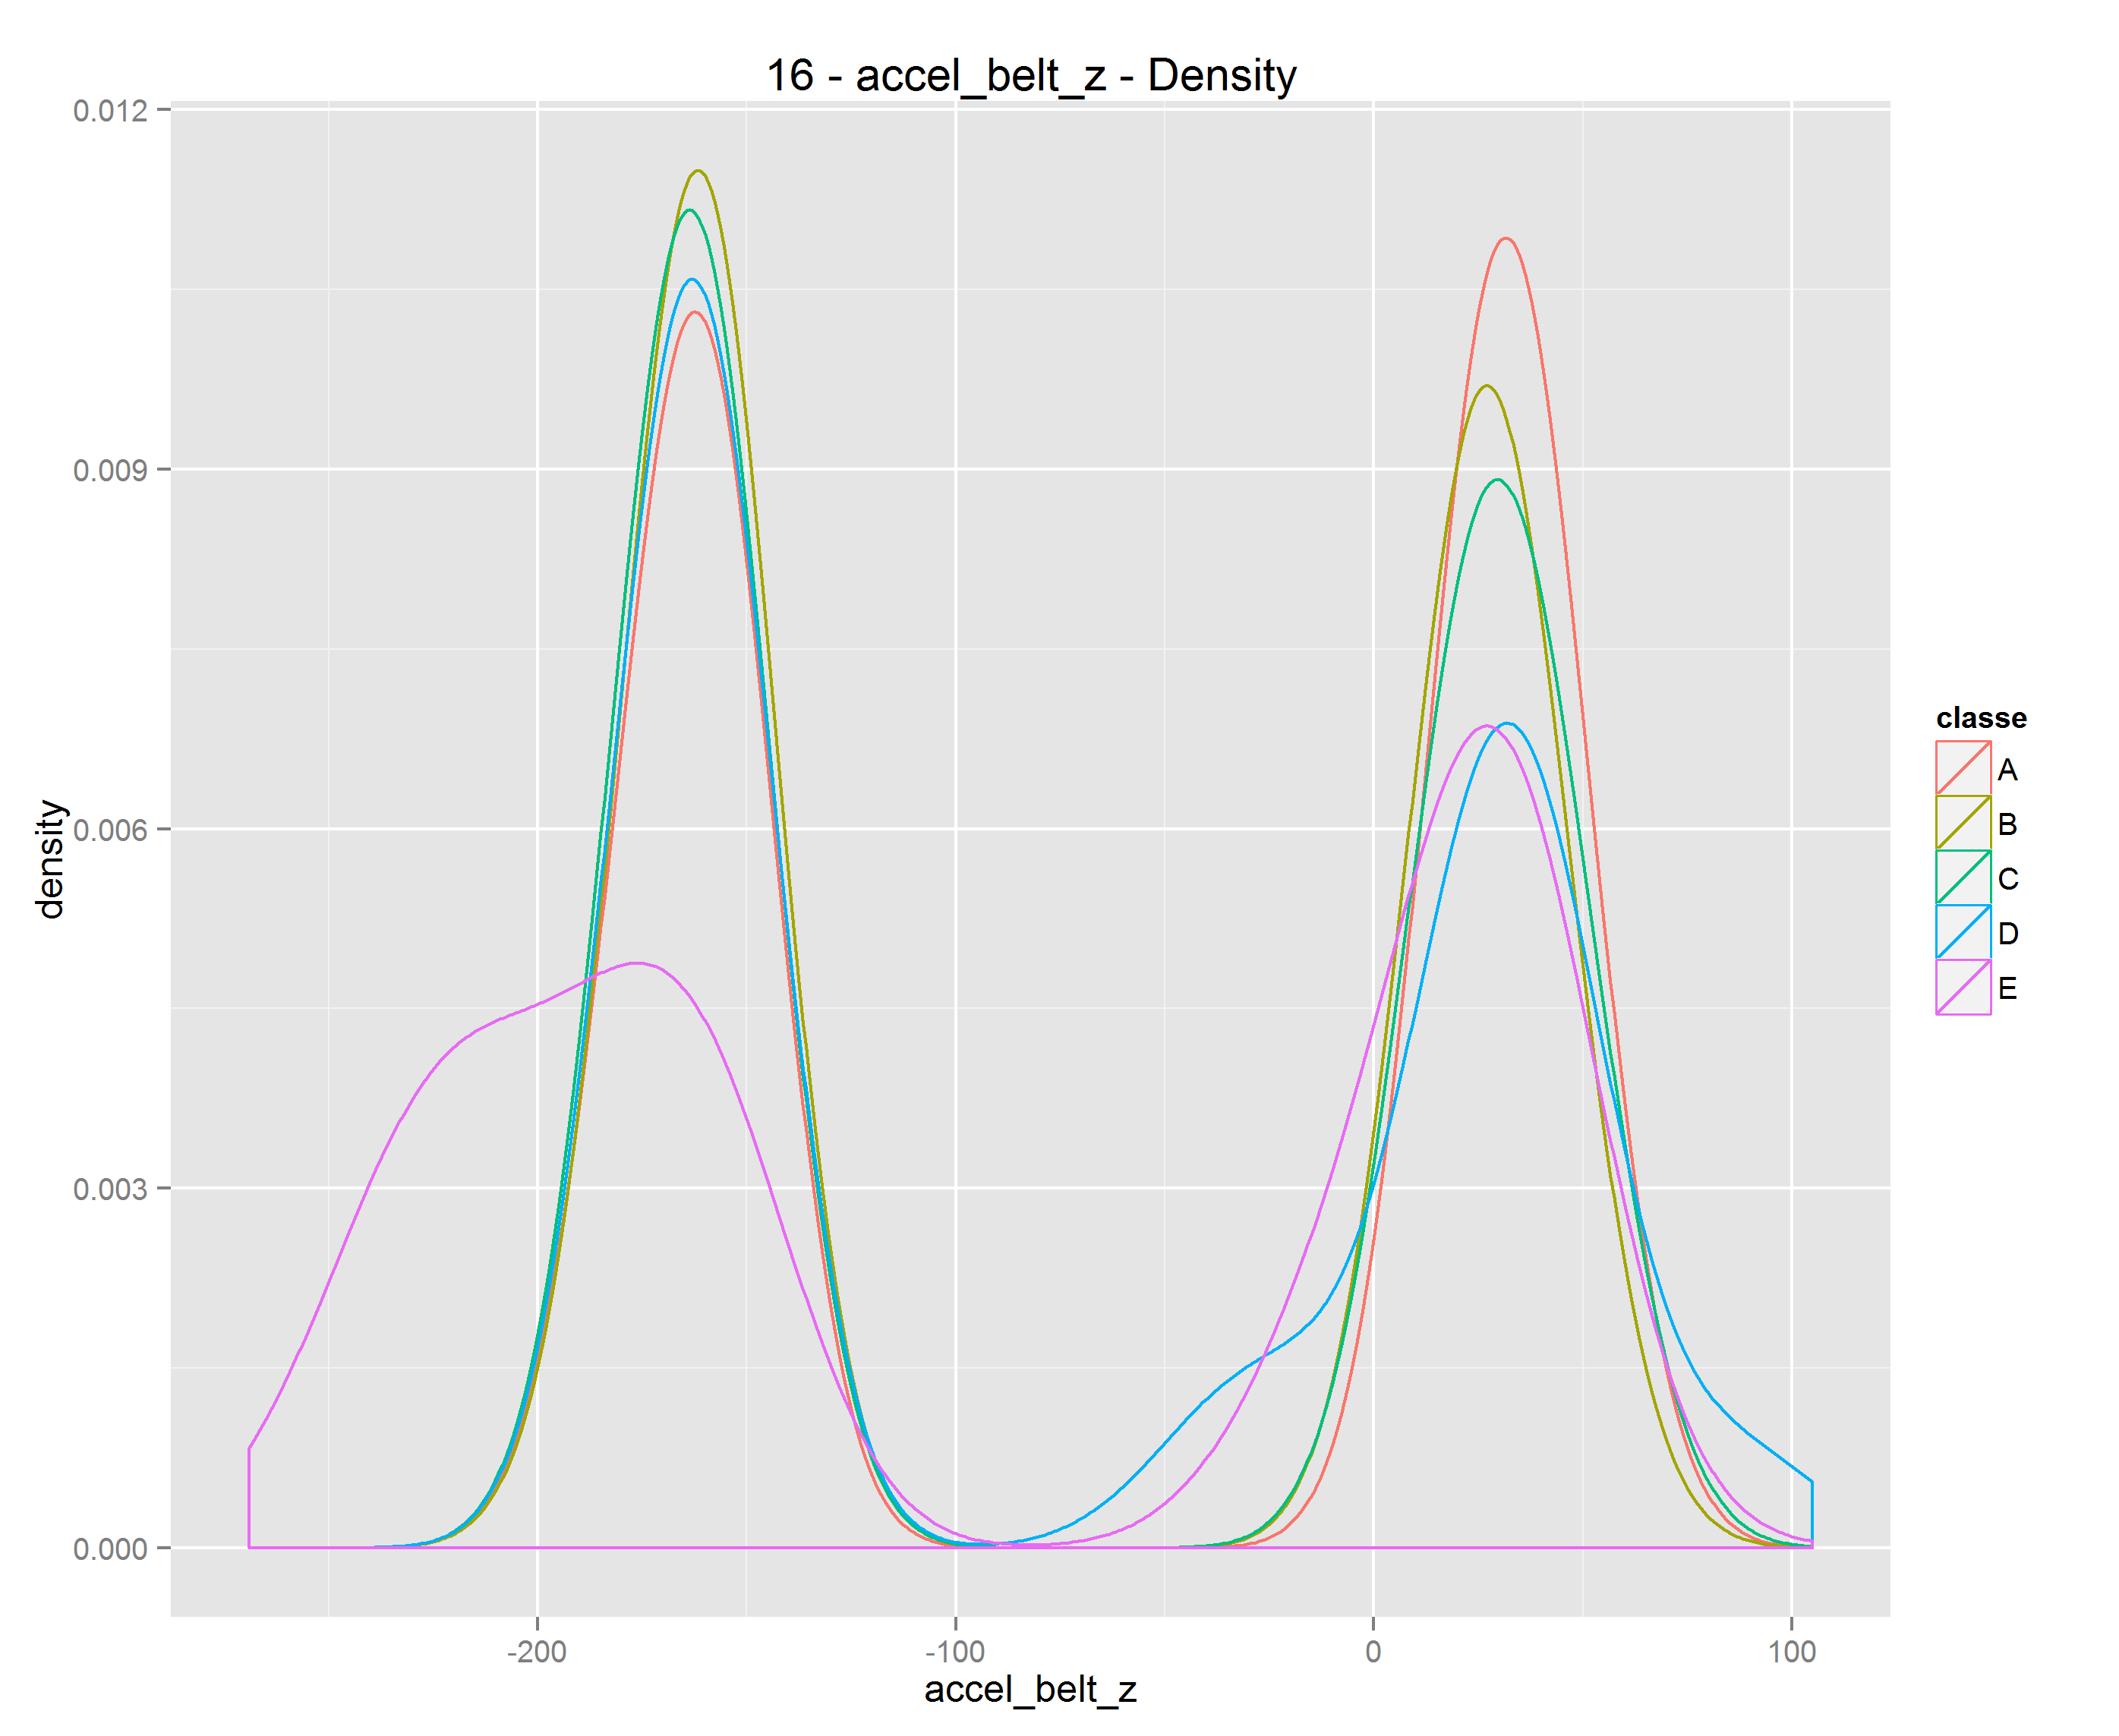 16 - accel_belt_z - Density
0.012
0.009
0.006
0.003
0.000
density
-200 -100 0 100
accel_belt_z
classe
A
B
C
D
E